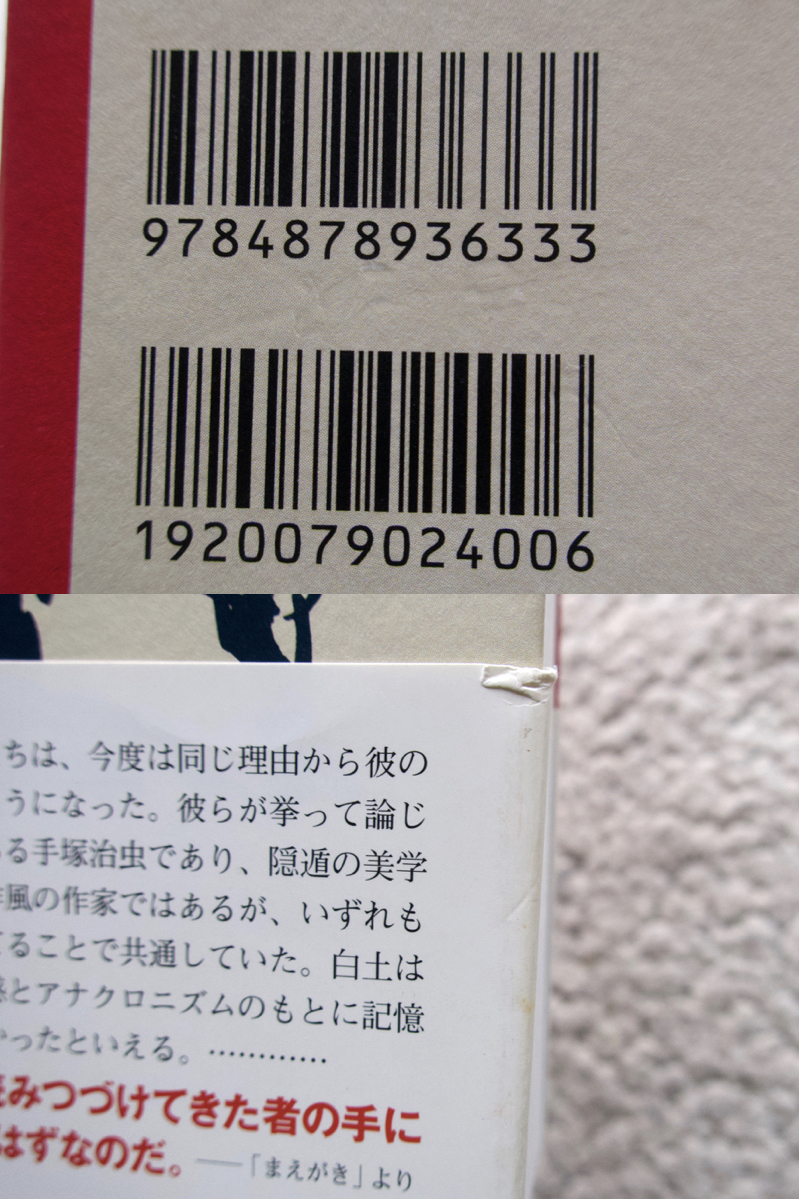 9784878936333
1920079024006
ちは、今度は同じ理由から彼の
うになった。彼らが挙って論じ
る手塚治虫であり、隠遁の美学
風の作家ではあるが、いずれも
ることで共通していた。白土は
とアナクロニズムのもとに記憶
ったといえる。…………
みつづけてきた者の手に
はずなのだ。──「まえがき」より